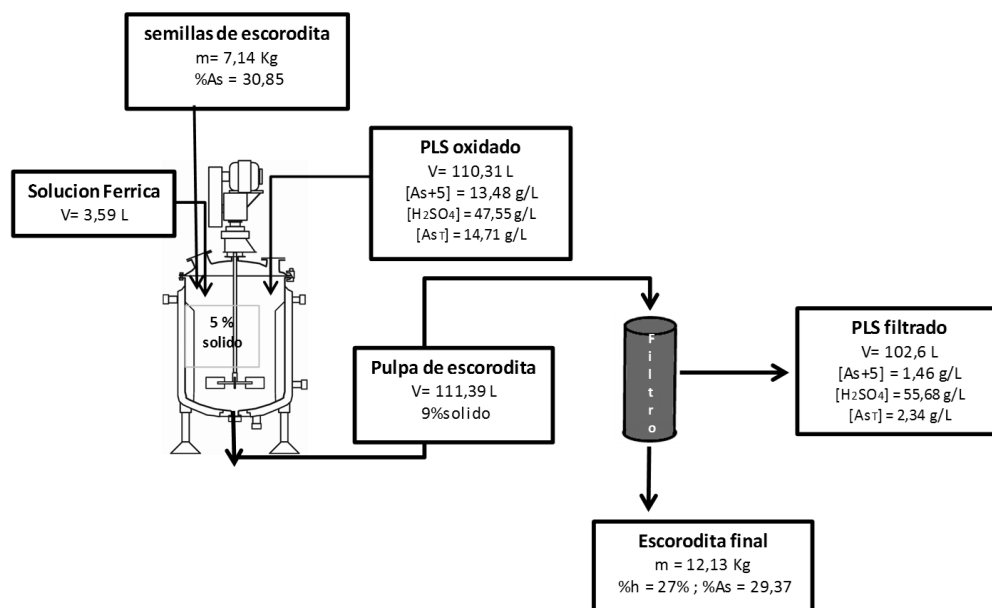 semillas de escorodita
m= 7,14 Kg
%As = 30,85
Solucion Ferrica
V= 3,59 L
PLS oxidado
V= 110,31 L
[As+5] = 13,48 g/L
[H2SO4] = 47,55 g/L
[AsT] = 14,71 g/L
5 %
solido
Pulpa de escorodita
V= 111,39 L
9%solido
Filtro
PLS filtrado
V= 102,6 L
[As+5] = 1,46 g/L
[H2SO4] = 55,68 g/L
[AsT] = 2,34 g/L
Escorodita final
m = 12,13 Kg
%h = 27% ; %As = 29,37